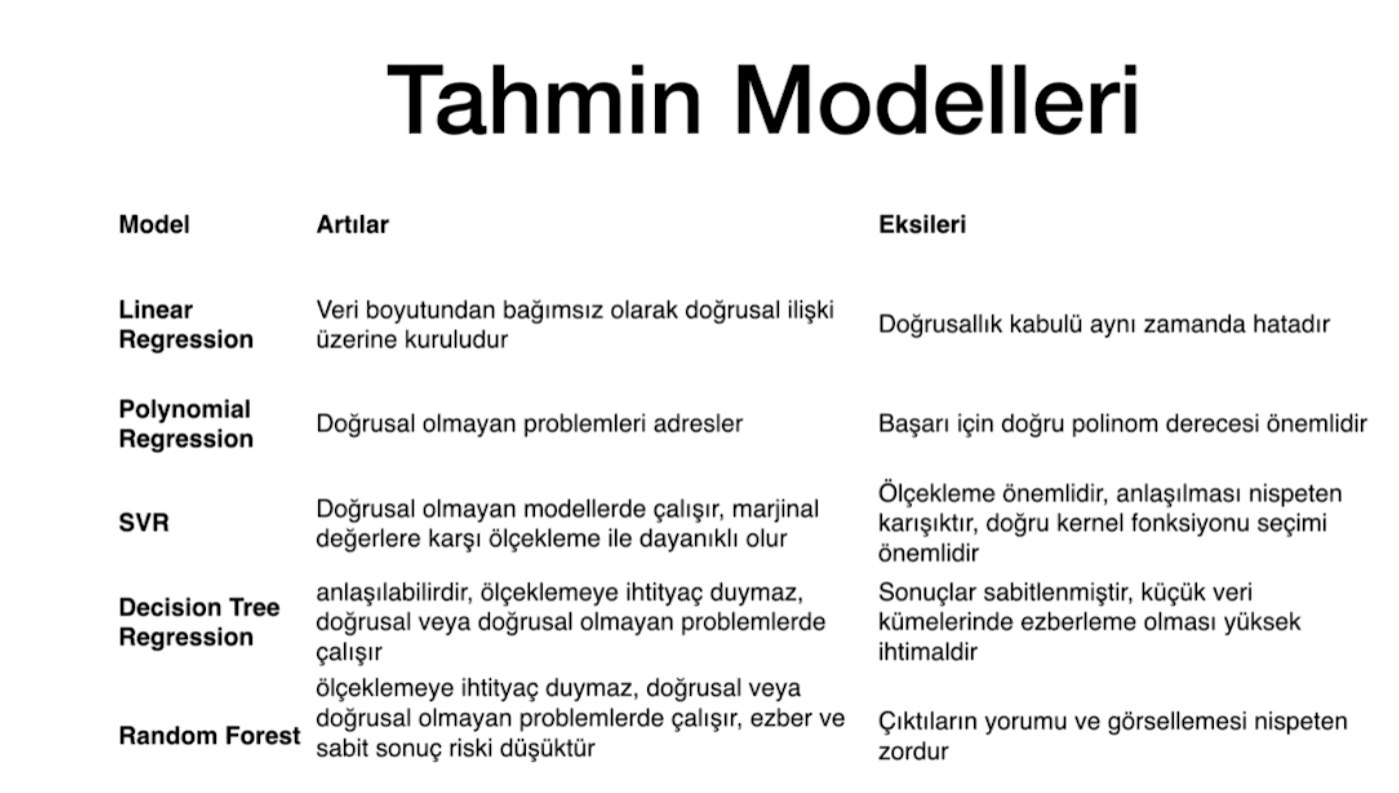 Tahmin Modelleri
Model
Artılar
Eksileri
Linear
Regression
Veri boyutundan bağımsız olarak doğrusal ilişki
üzerine kuruludur
Doğrusallık kabulü aynı zamanda hatadır
Polynomial
Regression
Doğrusal olmayan problemleri adresler
Başarı için doğru polinom derecesi önemlidir
SVR
Doğrusal olmayan modellerde çalışır, marjinal
değerlere karşı ölçekleme ile dayanıklı olur
Ölçekleme önemlidir, anlaşılması nispeten
karışıktır, doğru kernel fonksiyonu seçimi
önemlidir
Decision Tree
Regression
anlaşılabilirdir, ölçeklemeye ihtityaç duymaz,
doğrusal veya doğrusal olmayan problemlerde
çalışır
Sonuçlar sabitlenmiştir, küçük veri
kümelerinde ezberleme olması yüksek
ihtimaldir
Random Forest
ölçeklemeye ihtityaç duymaz, doğrusal veya
doğrusal olmayan problemlerde çalışır, ezber ve
sabit sonuç riski düşüktür
Çıktıların yorumu ve görsellemesi nispeten
zordur